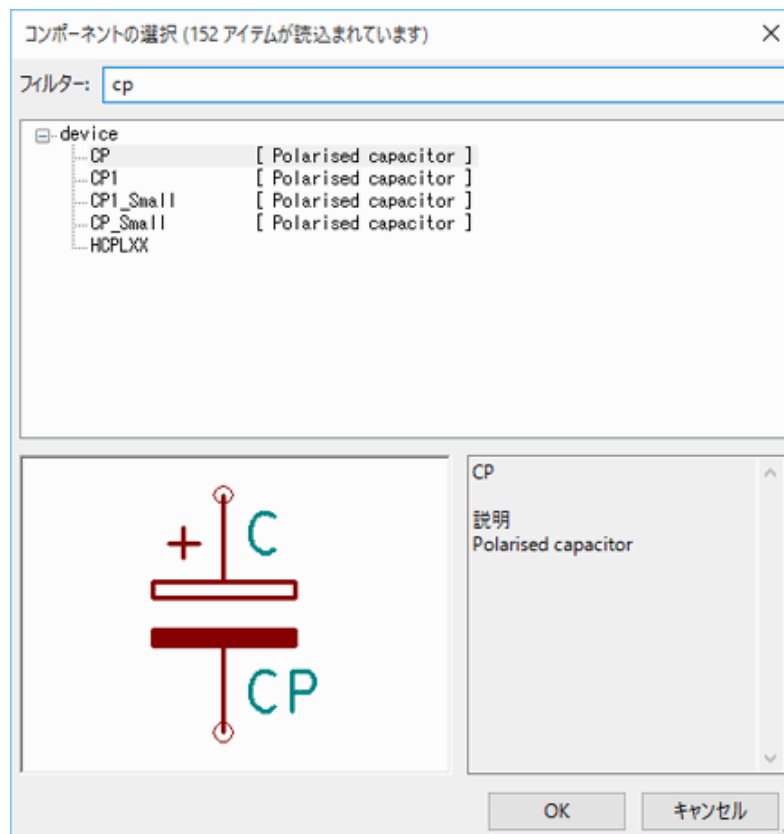 コンポーネントの選択 (152 アイテムが読込まれています)
フィルター: cp
device
CP [ Polarised capacitor ]
CP1 [ Polarised capacitor ]
CP1_Small [ Polarised capacitor ]
CP_Small [ Polarised capacitor ]
HCPLXX
+ C
CP
CP
説明
Polarised capacitor
OK キャンセル